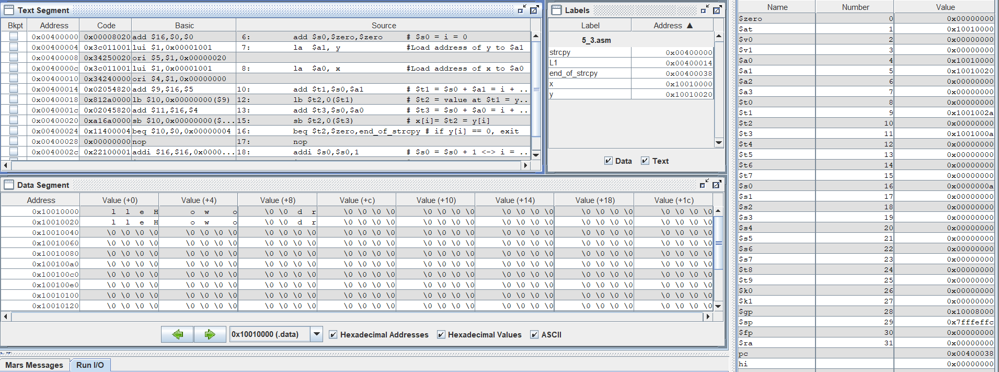 Text Segment
Bkpt Address Code Basic Source
0x00400000 0x00008020 add $16,$0,$0 6: add $s0,$zero,$zero # $s0 = i = 0
0x00400004 0x3c011001 lui $1,0x00001001 7: la $a1, y #Load address of y to $a1
0x00400008 0x34250020 ori $5,$1,0x00000020
0x0040000c 0x3c011001 lui $1,0x00001001 8: la $a0, x #Load address of x to $a0
0x00400010 0x34240000 ori $4,$1,0x00000000
0x00400014 0x02054820 add $9,$16,$5 10: add $t1,$s0,$a1 # $t1 = $s0 + $a1 = i + ..
0x00400018 0x812a0000 lb $10,0x00000000($9) 12: lb $t2,0($t1) # $t2 = value at $t1 = y..
0x0040001c 0x02045820 add $11,$16,$4 13: add $t3,$s0,$a0 # $t3 = $s0 + $a0 = i + ..
0x00400020 0xa16a0000 sb $10,0x00000000($... 15: sb $t2,0($t3) # x[i]= $t2 = y[i]
0x00400024 0x11400004 beq $10,$0,0x00000004 16: beq $t2,$zero,end_of_strcpy # if y[i] == 0, exit
0x00400028 0x00000000 nop 17: nop
0x0040002c 0x22100001 addi $16,$16,0x0000... 18: addi $s0,$s0,1 # $s0 = $s0 + 1 <-> i = ..
Labels
Label Address ▲
5_3.asm
strcpy 0x00400000
L1 0x00400014
end_of_strcpy 0x00400038
x 0x10010000
y 0x10010020
Data Text
Data Segment
Address Value (+0) Value (+4) Value (+8) Value (+c) Value (+10) Value (+14) Value (+18) Value (+1c)
0x10010000 l l e H o w o \0 \0 d r \0 \0 \0 \0 \0 \0 \0 \0 \0 \0 \0 \0 \0 \0 \0 \0 \0 \0 \0 \0
0x10010020 l l e H o w o \0 \0 d r \0 \0 \0 \0 \0 \0 \0 \0 \0 \0 \0 \0 \0 \0 \0 \0 \0 \0 \0 \0
0x10010040 \0 \0 \0 \0 \0 \0 \0 \0 \0 \0 \0 \0 \0 \0 \0 \0 \0 \0 \0 \0 \0 \0 \0 \0 \0 \0 \0 \0 \0 \0 \0 \0
0x10010060 \0 \0 \0 \0 \0 \0 \0 \0 \0 \0 \0 \0 \0 \0 \0 \0 \0 \0 \0 \0 \0 \0 \0 \0 \0 \0 \0 \0 \0 \0 \0 \0
0x10010080 \0 \0 \0 \0 \0 \0 \0 \0 \0 \0 \0 \0 \0 \0 \0 \0 \0 \0 \0 \0 \0 \0 \0 \0 \0 \0 \0 \0 \0 \0 \0 \0
0x100100a0 \0 \0 \0 \0 \0 \0 \0 \0 \0 \0 \0 \0 \0 \0 \0 \0 \0 \0 \0 \0 \0 \0 \0 \0 \0 \0 \0 \0 \0 \0 \0 \0
0x100100c0 \0 \0 \0 \0 \0 \0 \0 \0 \0 \0 \0 \0 \0 \0 \0 \0 \0 \0 \0 \0 \0 \0 \0 \0 \0 \0 \0 \0 \0 \0 \0 \0
0x100100e0 \0 \0 \0 \0 \0 \0 \0 \0 \0 \0 \0 \0 \0 \0 \0 \0 \0 \0 \0 \0 \0 \0 \0 \0 \0 \0 \0 \0 \0 \0 \0 \0
0x10010100 \0 \0 \0 \0 \0 \0 \0 \0 \0 \0 \0 \0 \0 \0 \0 \0 \0 \0 \0 \0 \0 \0 \0 \0 \0 \0 \0 \0 \0 \0 \0 \0
0x10010120 \0 \0 \0 \0 \0 \0 \0 \0 \0 \0 \0 \0 \0 \0 \0 \0 \0 \0 \0 \0 \0 \0 \0 \0 \0 \0 \0 \0 \0 \0 \0 \0
0x10010000 (.data) Hexadecimal Addresses Hexadecimal Values ASCII
Mars Messages Run I/O
Name Number Value
$zero 0 0x00000000
$at 1 0x10010000
$v0 2 0x00000000
$v1 3 0x00000000
$a0 4 0x10010000
$a1 5 0x10010020
$a2 6 0x00000000
$a3 7 0x00000000
$t0 8 0x00000000
$t1 9 0x1001002a
$t2 10 0x00000000
$t3 11 0x1001000a
$t4 12 0x00000000
$t5 13 0x00000000
$t6 14 0x00000000
$t7 15 0x00000000
$s0 16 0x0000000a
$s1 17 0x00000000
$s2 18 0x00000000
$s3 19 0x00000000
$s4 20 0x00000000
$s5 21 0x00000000
$s6 22 0x00000000
$s7 23 0x00000000
$t8 24 0x00000000
$t9 25 0x00000000
$k0 26 0x00000000
$k1 27 0x00000000
$gp 28 0x10008000
$sp 29 0x7fffeffc
$fp 30 0x00000000
$ra 31 0x00000000
pc 0x00400038
hi 0x00000000